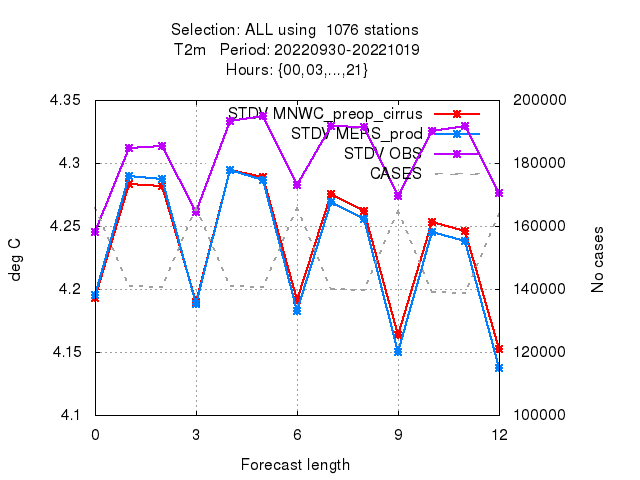 Selection: ALL using  1076 stations
T2m   Period: 20220930-20221019
Hours: {00,03,...,21}
4.35
4.3
4.25
4.2
4.15
4.1
deg C
200000
180000
160000
140000
120000
100000
No cases
STDV MNWC_preop_cirrus
STDV MEPS_prod
STDV OBS
CASES
0 3 6 9 12
Forecast length